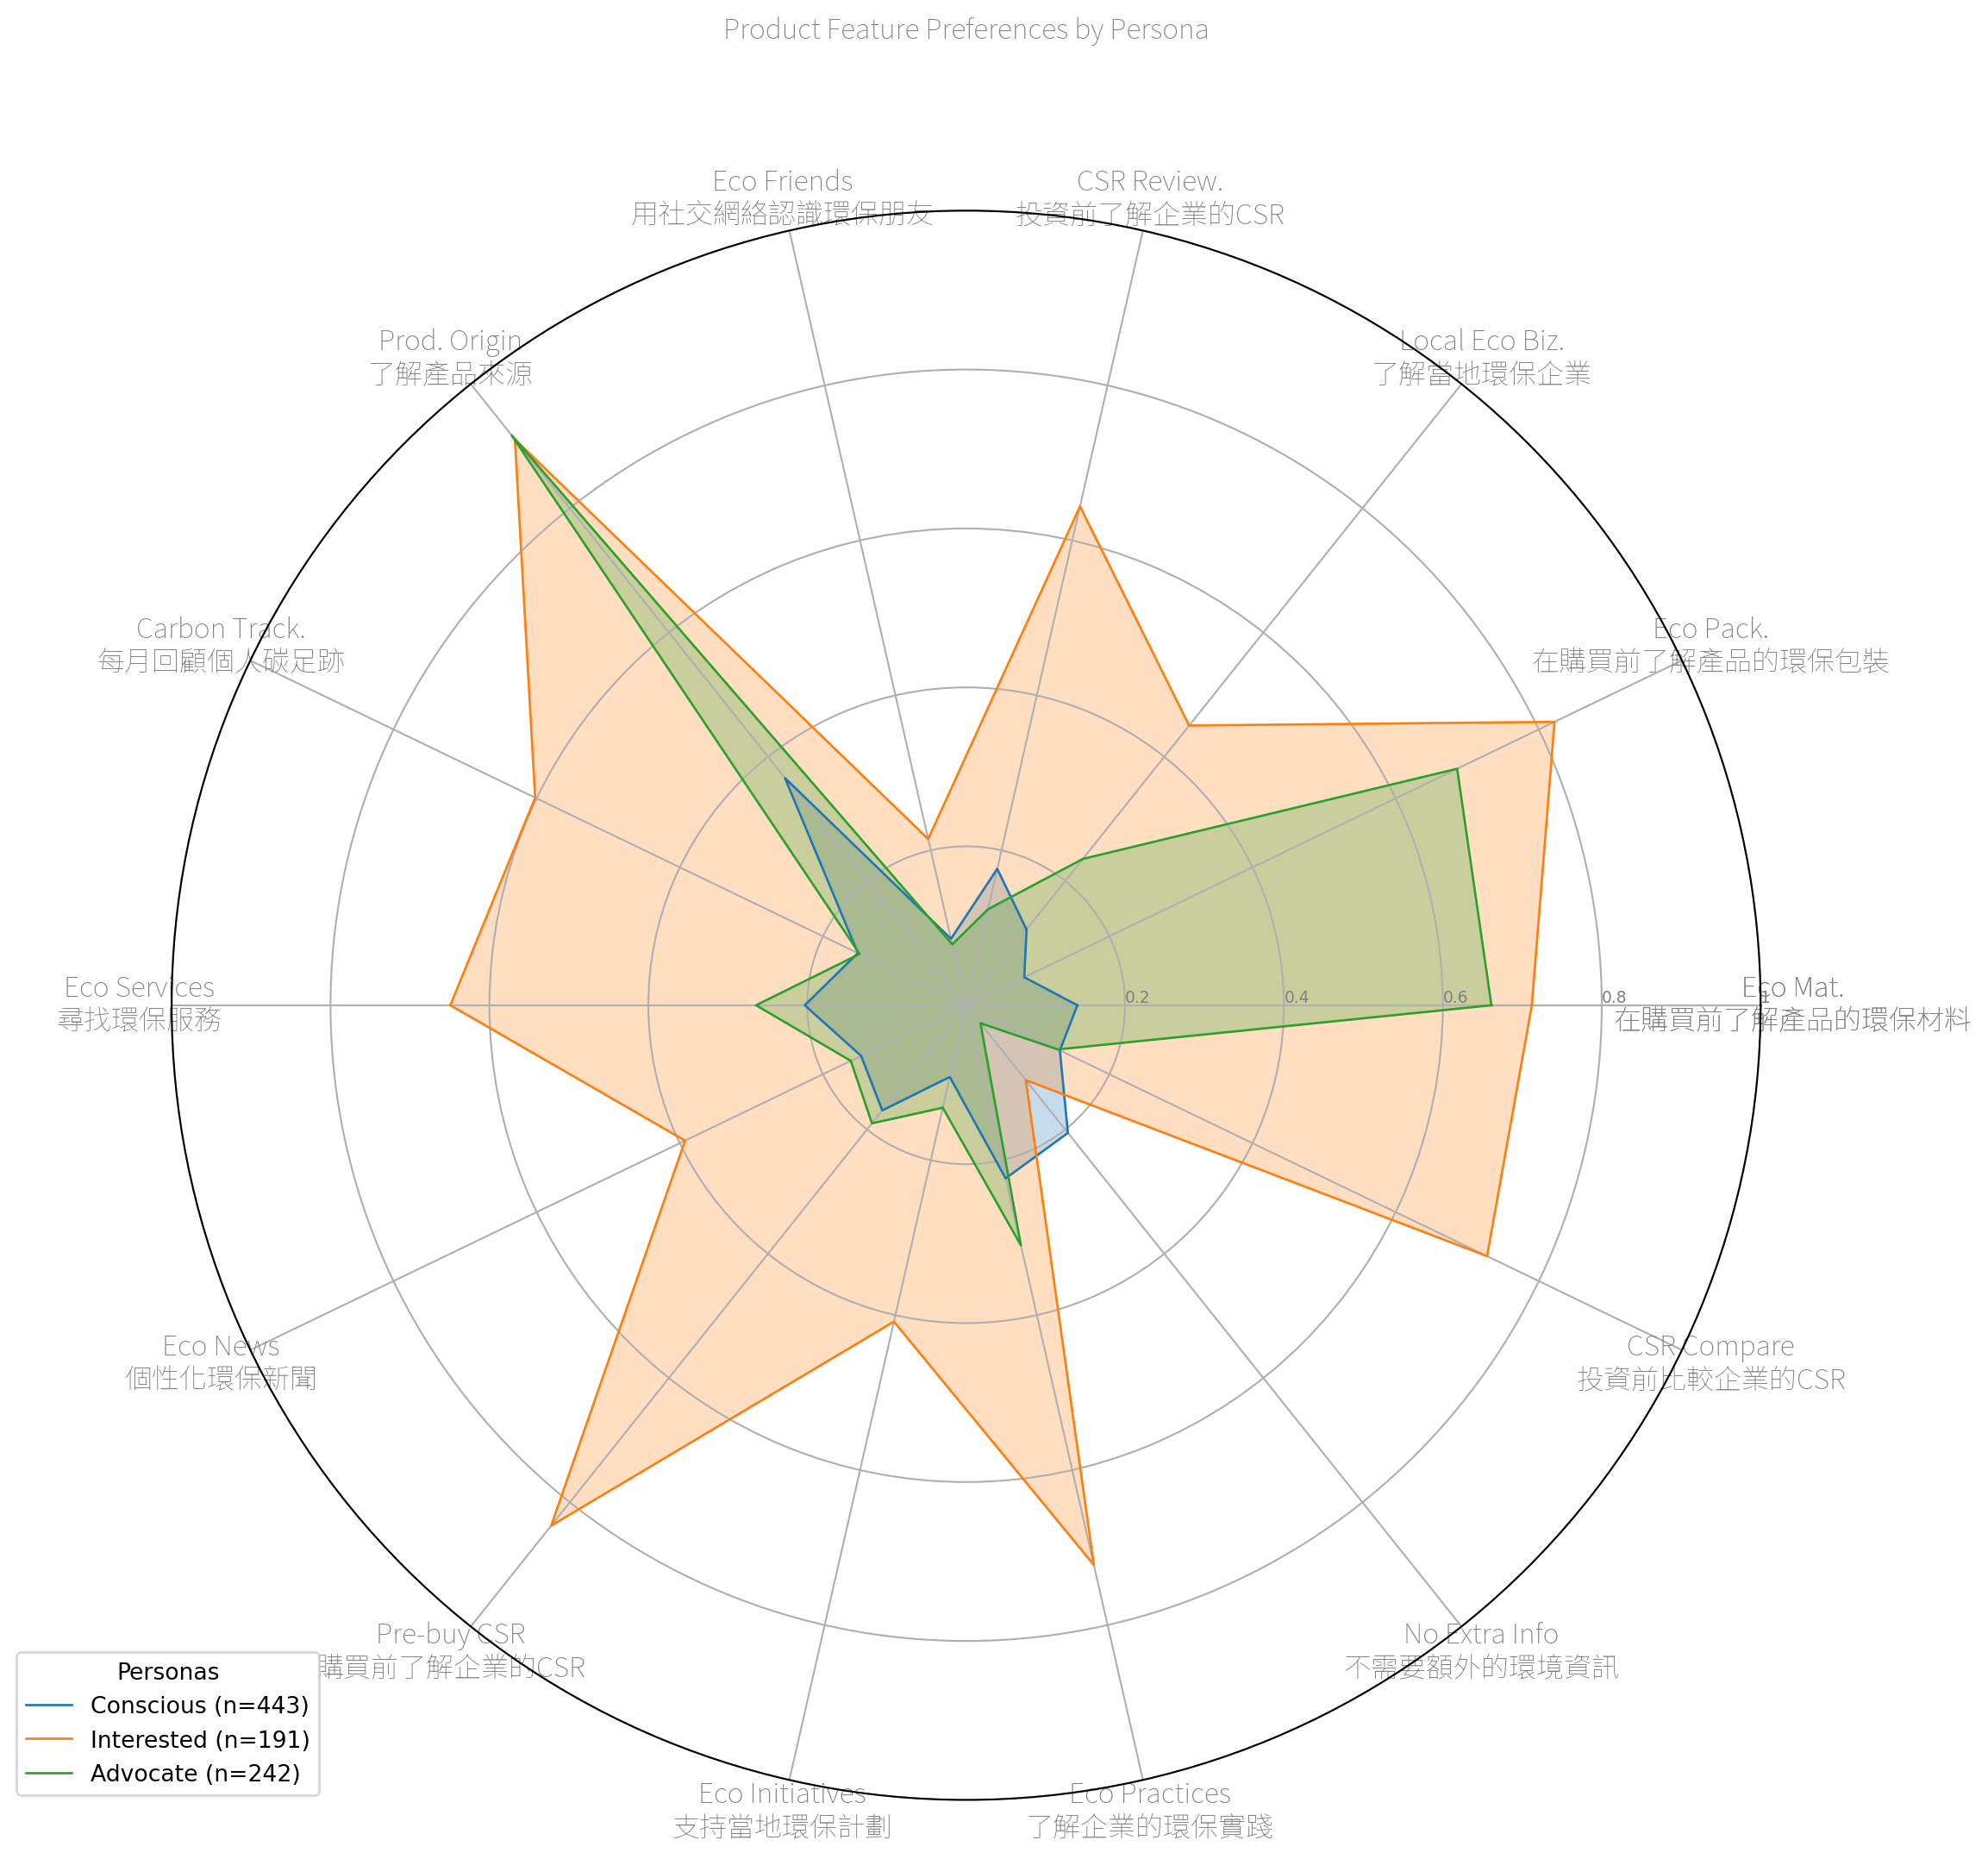 Product Feature Preferences by Persona
Eco Friends
用社交網絡認識環保朋友
CSR Review.
投資前了解企業的CSR
Prod. Origin
了解產品來源
Local Eco Biz.
了解當地環保企業
Carbon Track.
每月回顧個人碳足跡
Eco Pack.
在購買前了解產品的環保包裝
Eco Services
尋找環保服務
0.2
0.4
0.6
0.8
1
Eco Mat.
在購買前了解產品的環保材料
Eco News
個性化環保新聞
CSR Compare
投資前比較企業的CSR
Pre-buy CSR
購買前了解企業的CSR
No Extra Info
不需要額外的環境資訊
Personas
Conscious (n=443)
Interested (n=191)
Advocate (n=242)
Eco Initiatives
支持當地環保計劃
Eco Practices
了解企業的環保實踐